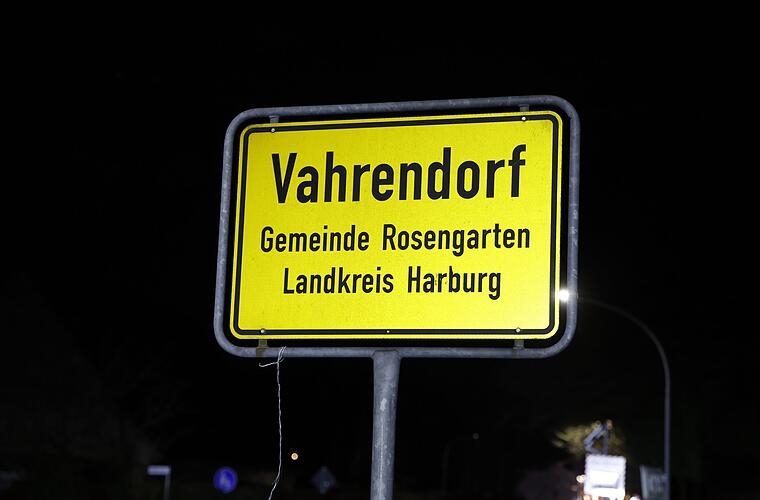 Vahrendorf
Gemeinde Rosengarten
Landkreis Harburg